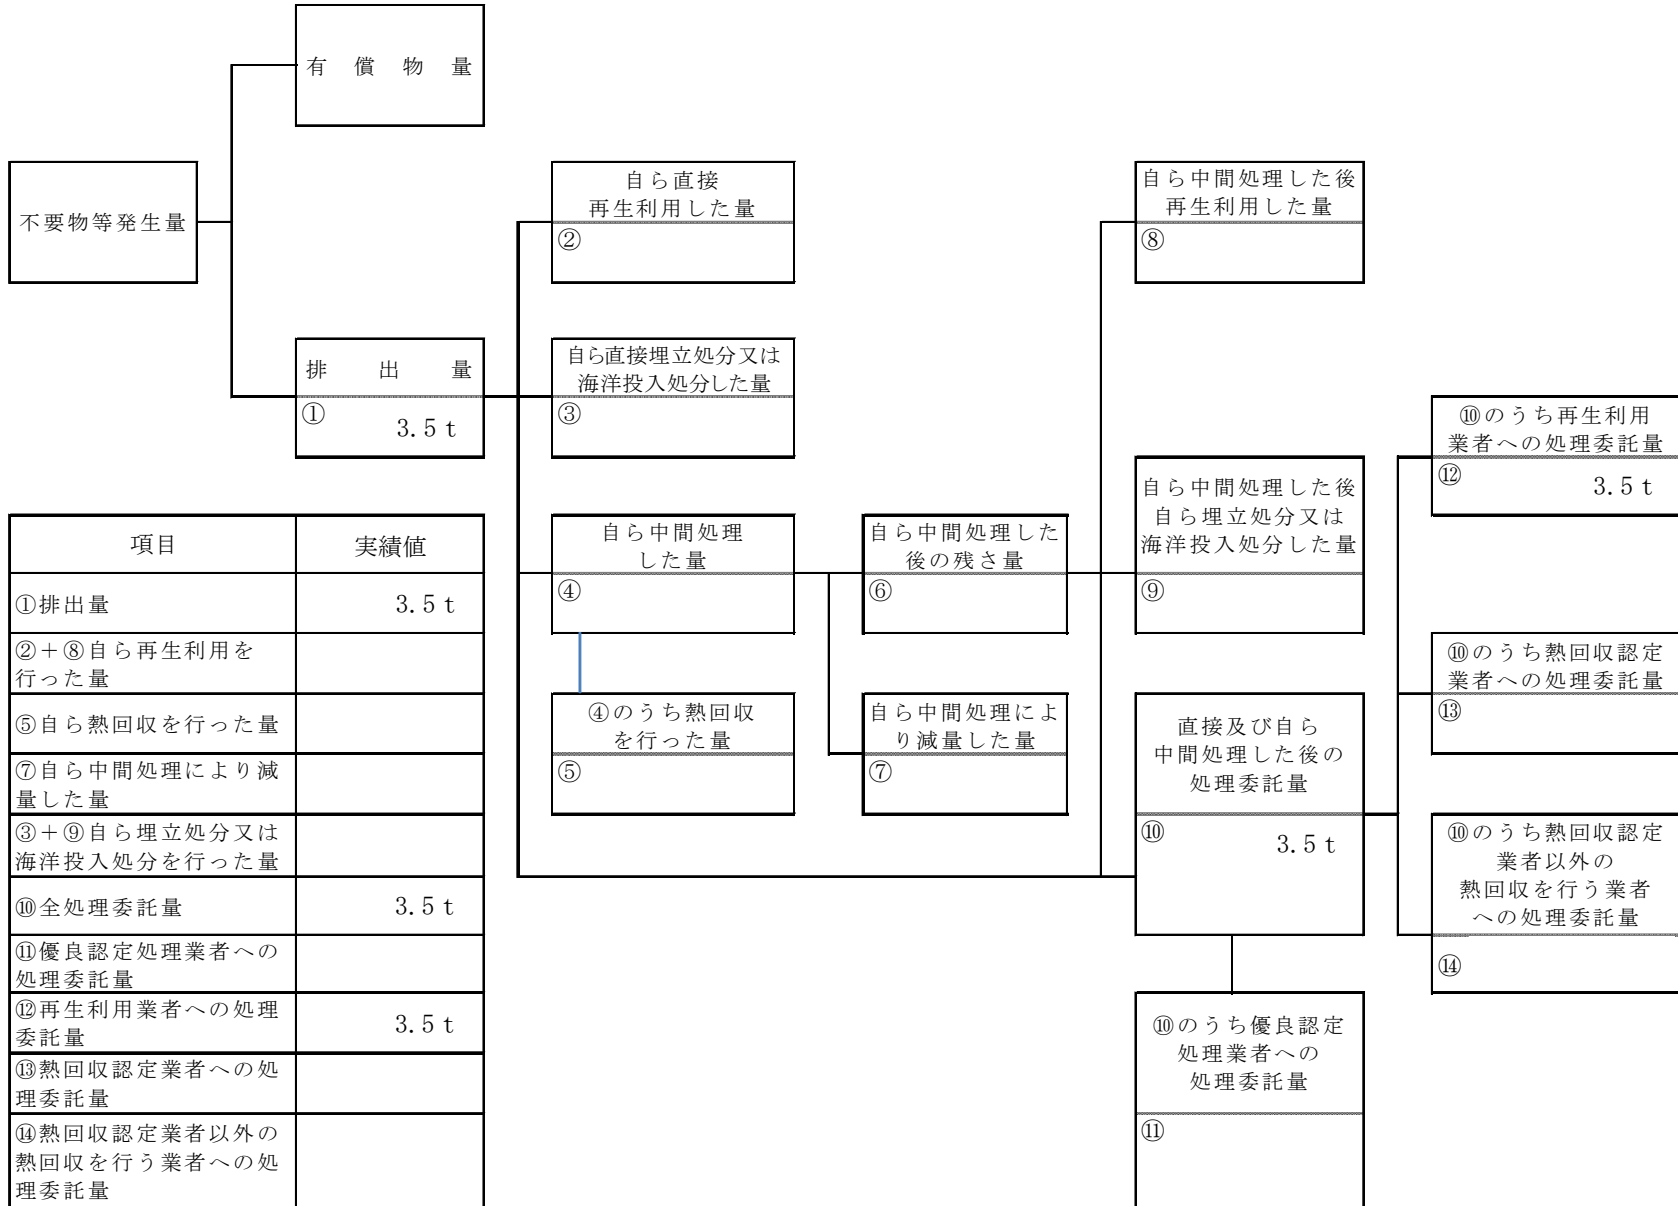 有償物量
不要物等発生量
排出量
①
3.5 t
自ら直接
再生利用した量
②
自ら直接埋立処分又は
海洋投入処分した量
③
自ら中間処理
した量
④
④のうち熱回収
を行った量
⑤
自ら中間処理した
後の残さ量
⑥
自ら中間処理によ
り減量した量
⑦
自ら中間処理した後
再生利用した量
⑧
自ら中間処理した後
自ら埋立処分又は
海洋投入処分した量
⑨
直接及び自ら
中間処理した後の
処理委託量
⑩
3.5 t
⑩のうち優良認定
処理業者への
処理委託量
⑪
⑩のうち再生利用
業者への処理委託量
⑫
3.5 t
⑩のうち熱回収認定
業者への処理委託量
⑬
⑩のうち熱回収認定
業者以外の
熱回収を行う業者
への処理委託量
⑭
項目 実績値
①排出量 3.5 t
②+⑧自ら再生利用を
行った量
⑤自ら熱回収を行った量
⑦自ら中間処理により減
量した量
③+⑨自ら埋立処分又は
海洋投入処分を行った量
⑩全処理委託量 3.5 t
⑪優良認定処理業者への
処理委託量
⑫再生利用業者への処理
委託量 3.5 t
⑬熱回収認定業者への処
理委託量
⑭熱回収認定業者以外の
熱回収を行う業者への処
理委託量